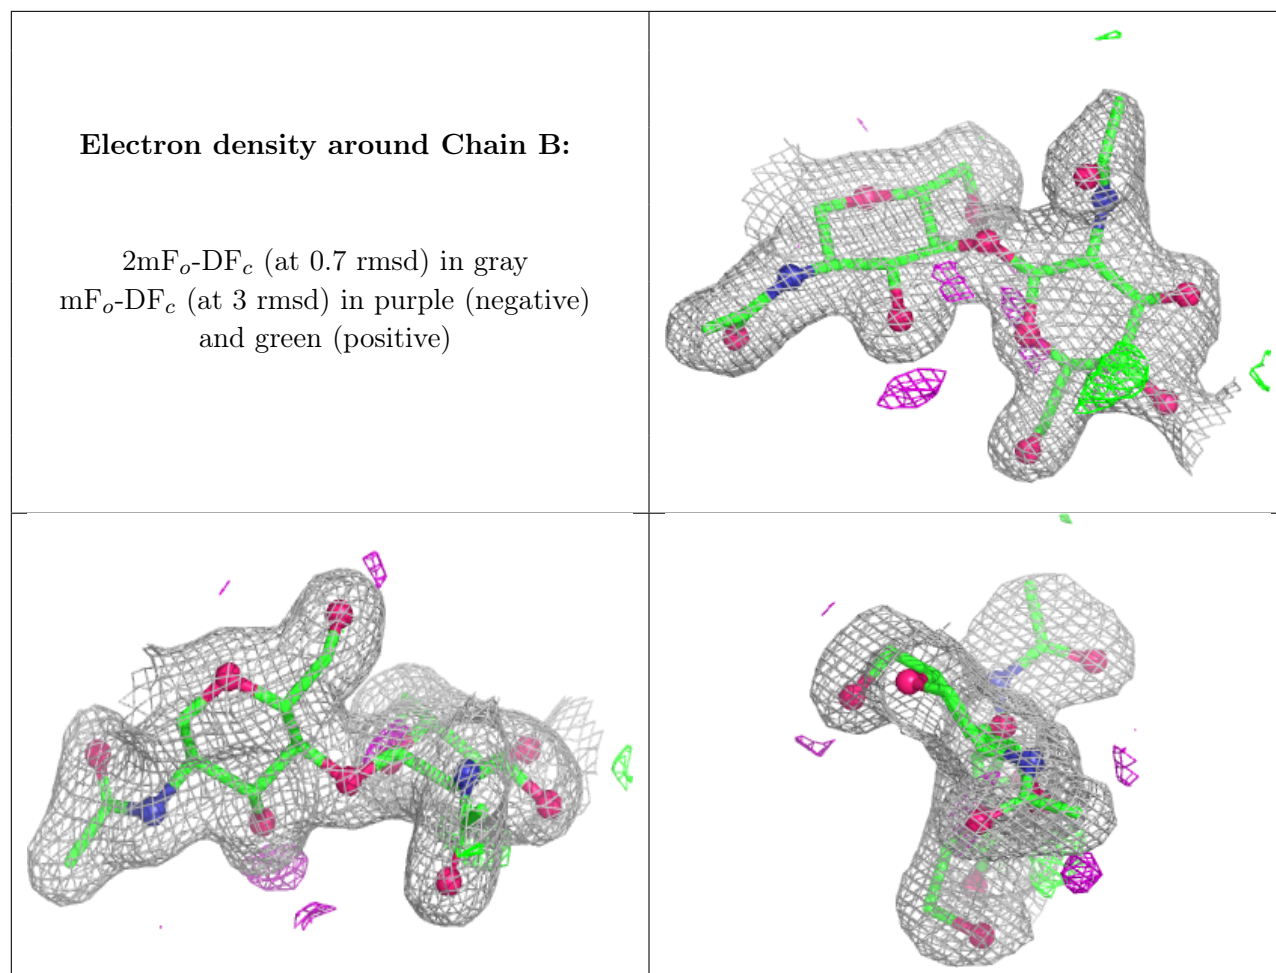 Electron density around Chain B:
2mFₒ-DF𝒸 (at 0.7 rmsd) in gray
mFₒ-DF𝒸 (at 3 rmsd) in purple (negative)
and green (positive)